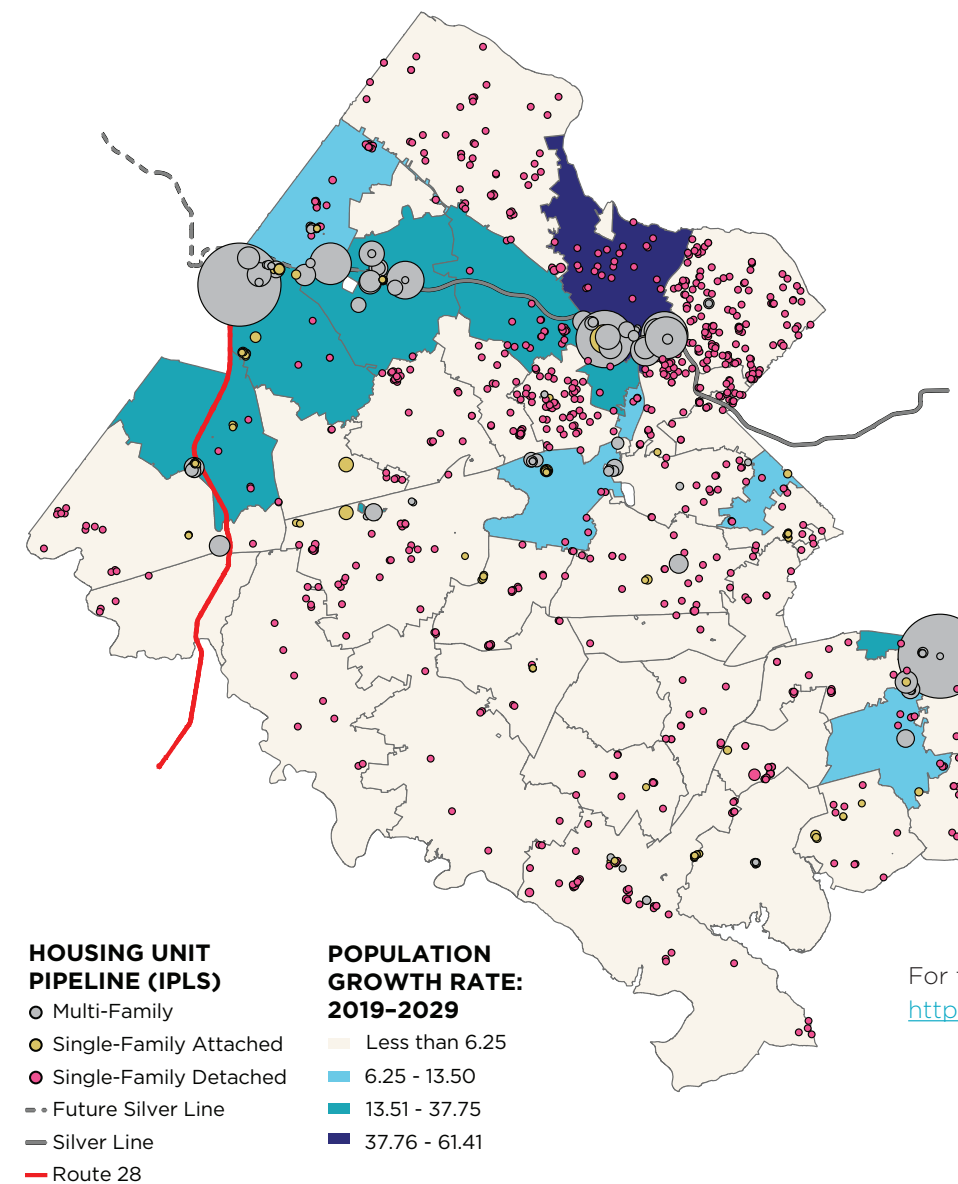 HOUSING UNIT
PIPELINE (IPLS)
Multi-Family
Single-Family Attached
Single-Family Detached
Future Silver Line
Silver Line
Route 28
POPULATION
GROWTH RATE:
2019–2029
Less than 6.25
6.25 - 13.50
13.51 - 37.75
37.76 - 61.41
For
http